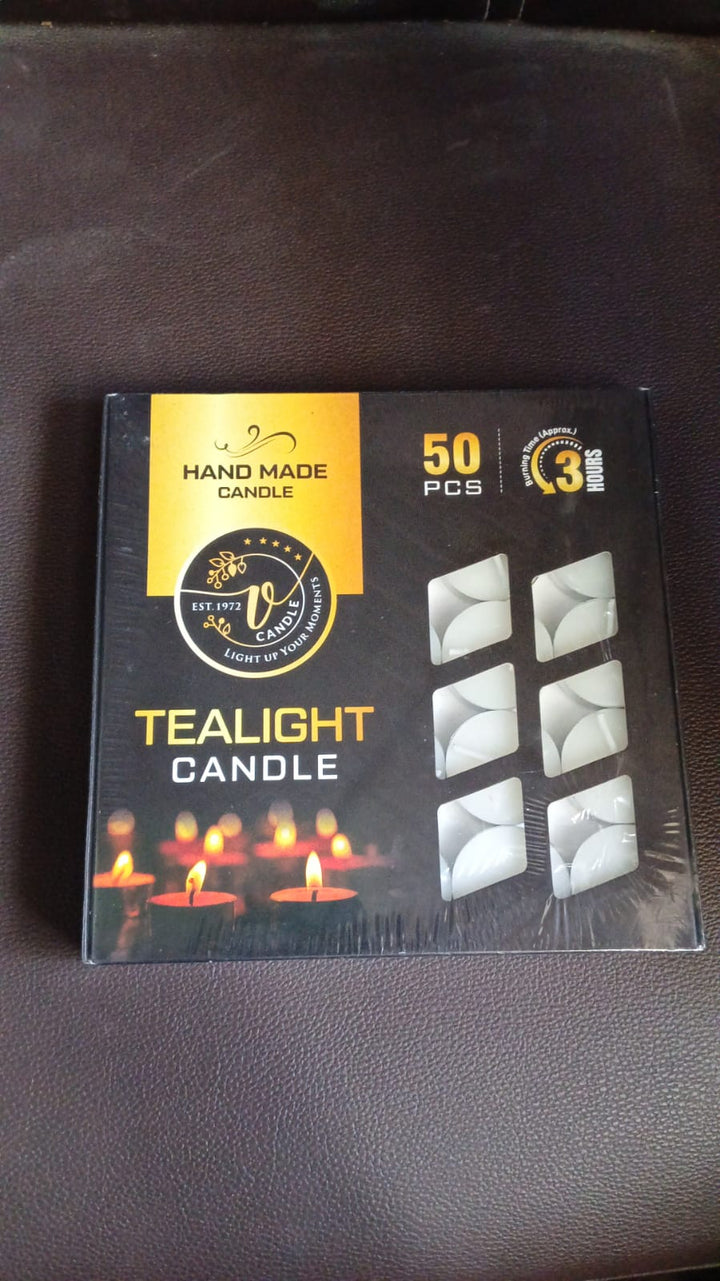 HAND MADE
CANDLE
EST. 1972
V
CANDLE
LIGHT UP YOUR MOMENTS
TEALIGHT
CANDLE
50
PCS
Burning Time (Approx.)
3
HOURS